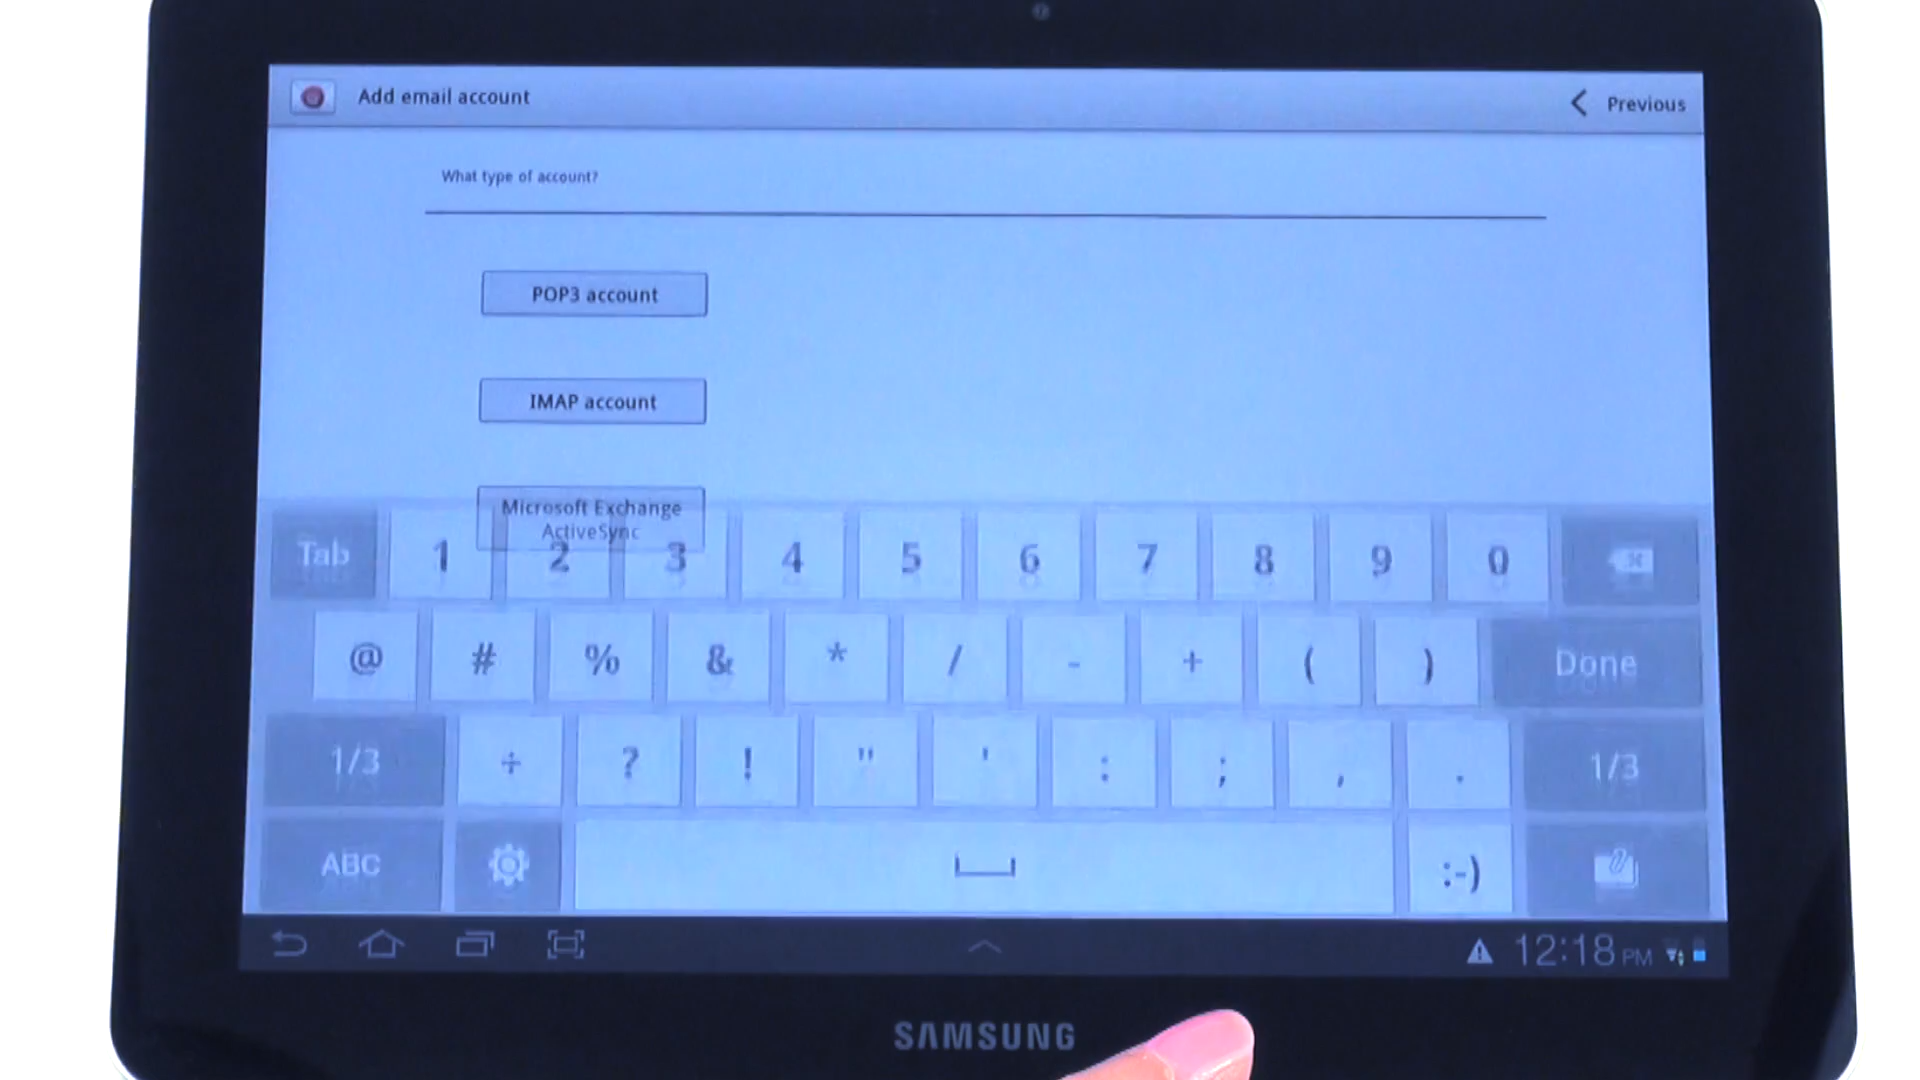 Add email account
Previous
What type of account?
POP3 account
IMAP account
Microsoft Exchange
ActiveSync
Tab 1 2 3 4 5 6 7 8 9 0
@ # % & * / - + ( ) Done
1/3 ÷ ? ! " ' : ; , . 1/3
ABC :-)
12:18 PM
SAMSUNG